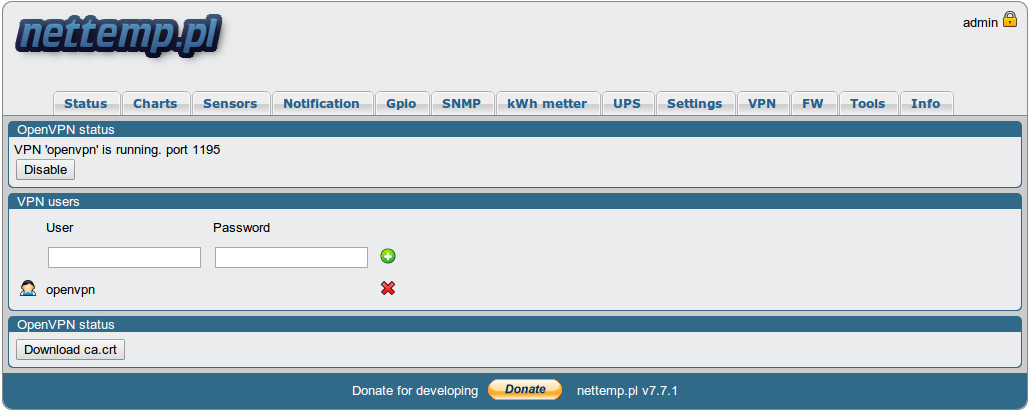 nettemp.pl
admin
Status Charts Sensors Notification Gpio SNMP kWh metter UPS Settings VPN FW Tools Info
OpenVPN status
VPN 'openvpn' is running. port 1195
Disable
VPN users
User Password
openvpn
OpenVPN status
Download ca.crt
Donate for developing Donate nettemp.pl v7.7.1